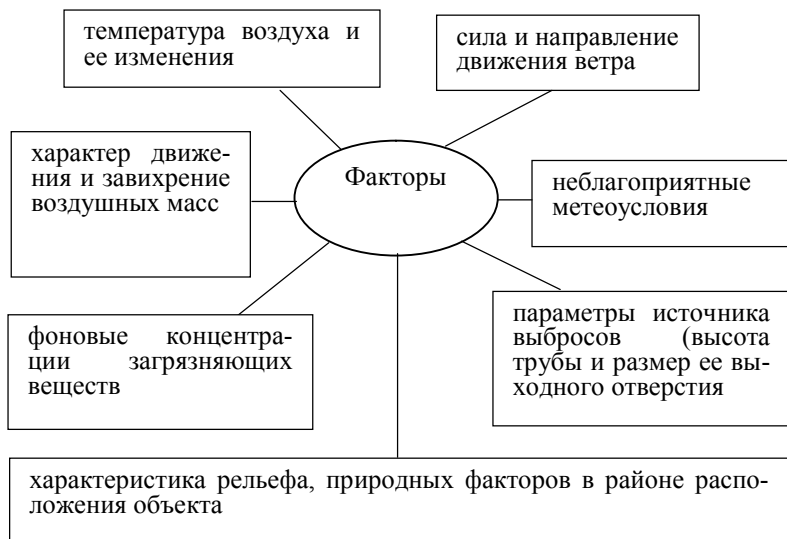 температура воздуха и
ее изменения
сила и направление
движения ветра
характер движе-
ния и завихрение
воздушных масс
Факторы
неблагоприятные
метеоусловия
фоновые концентра-
ции загрязняющих
веществ
параметры источника
выбросов (высота
трубы и размер ее вы-
ходного отверстия
характеристика рельефа, природных факторов в районе распо-
ложения объекта